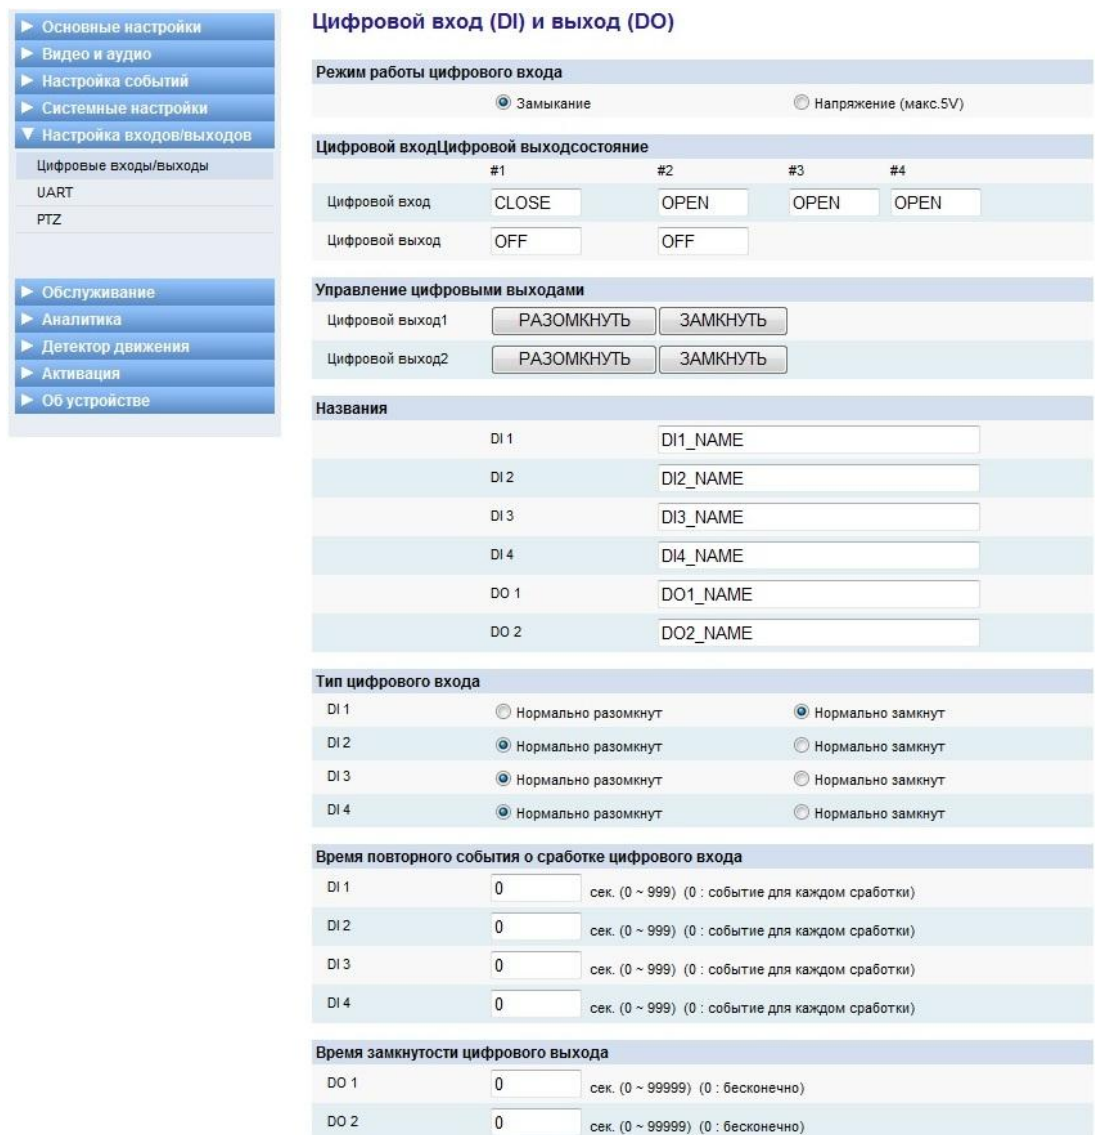 Основные настройки
Видео и аудио
Настройка событий
Системные настройки
Настройка входов/выходов
Цифровые входы/выходы
UART
PTZ
Обслуживание
Аналитика
Детектор движения
Активация
Об устройстве
Цифровой вход (DI) и выход (DO)
Режим работы цифрового входа
Замыкание Напряжение (макс.5V)
Цифровой входЦифровой выходсостояние
#1 #2 #3 #4
Цифровой вход CLOSE OPEN OPEN OPEN
Цифровой выход OFF OFF
Управление цифровыми выходами
Цифровой выход1 РАЗОМКНУТЬ ЗАМКНУТЬ
Цифровой выход2 РАЗОМКНУТЬ ЗАМКНУТЬ
Названия
DI 1 DI1_NAME
DI 2 DI2_NAME
DI 3 DI3_NAME
DI 4 DI4_NAME
DO 1 DO1_NAME
DO 2 DO2_NAME
Тип цифрового входа
DI 1 Нормально разомкнут Нормально замкнут
DI 2 Нормально разомкнут Нормально замкнут
DI 3 Нормально разомкнут Нормально замкнут
DI 4 Нормально разомкнут Нормально замкнут
Время повторного события о сработке цифрового входа
DI 1 0 сек. (0 ~ 999) (0 : событие для каждом сработки)
DI 2 0 сек. (0 ~ 999) (0 : событие для каждом сработки)
DI 3 0 сек. (0 ~ 999) (0 : событие для каждом сработки)
DI 4 0 сек. (0 ~ 999) (0 : событие для каждом сработки)
Время замкнутости цифрового выхода
DO 1 0 сек. (0 ~ 99999) (0 : бесконечно)
DO 2 0 сек. (0 ~ 99999) (0 : бесконечно)